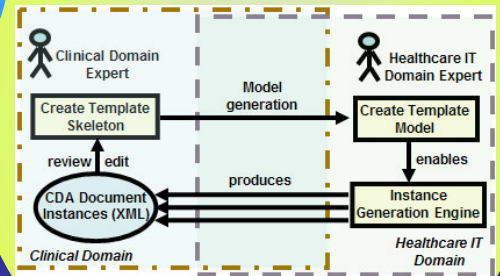 Clinical Domain
Expert
Healthcare IT
Domain Expert
Model
generation
Create Template
Skeleton
Create Template
Model
review
edit
enables
produces
CDA Document
Instances (XML)
Instance
Generation Engine
Clinical Domain
Healthcare IT
Domain